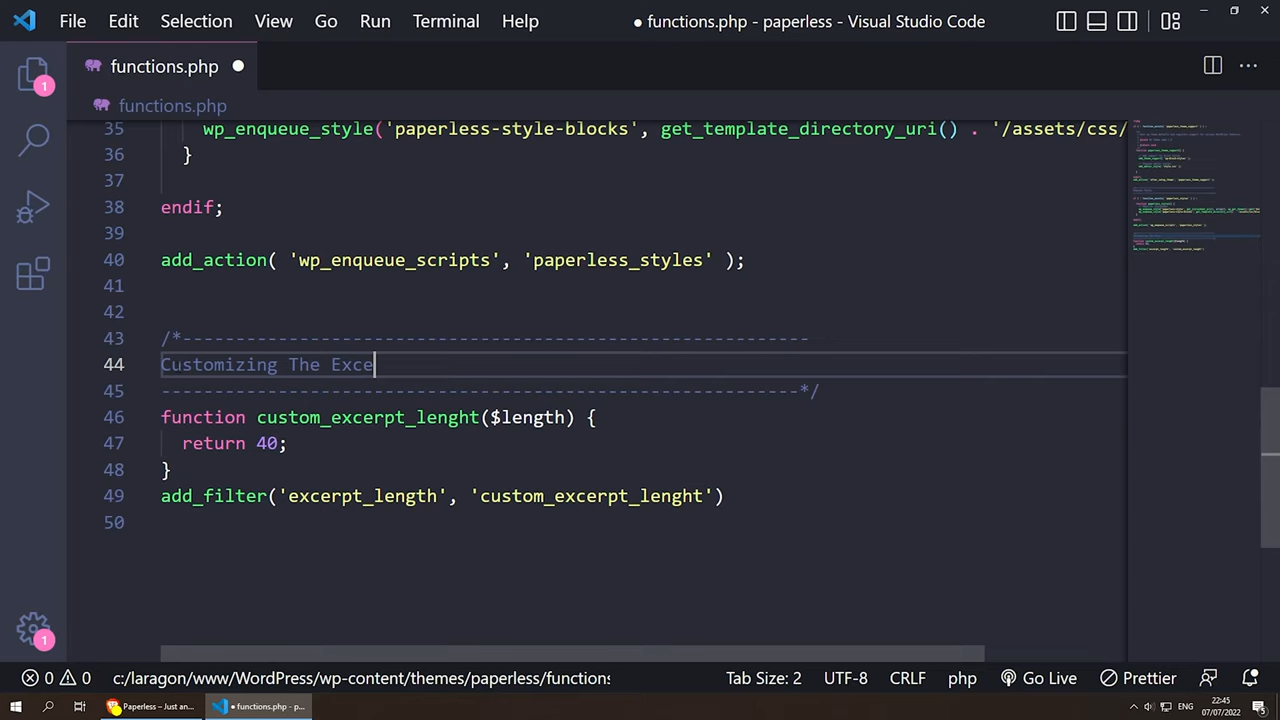 File Edit Selection View Go Run Terminal Help ● functions.php - paperless - Visual Studio Code
functions.php
functions.php
1
35 wp_enqueue_style('paperless-style-blocks', get_template_directory_uri() . '/assets/css/
36 }
37
38 endif;
39
40 add_action( 'wp_enqueue_scripts', 'paperless_styles' );
41
42
43 /*-----------------------------------------------------------
44 Customizing The Exce
45 ------------------------------------------------------------*/
46 function custom_excerpt_lenght($length) {
47 return 40;
48 }
49 add_filter('excerpt_length', 'custom_excerpt_lenght')
50
1
0 0 c:/laragon/www/WordPress/wp-content/themes/paperless/functions Tab Size: 2 UTF-8 CRLF php Go Live Prettier
Paperless – Just an... ● functions.php - p... ENG 22:45
07/07/2022 5